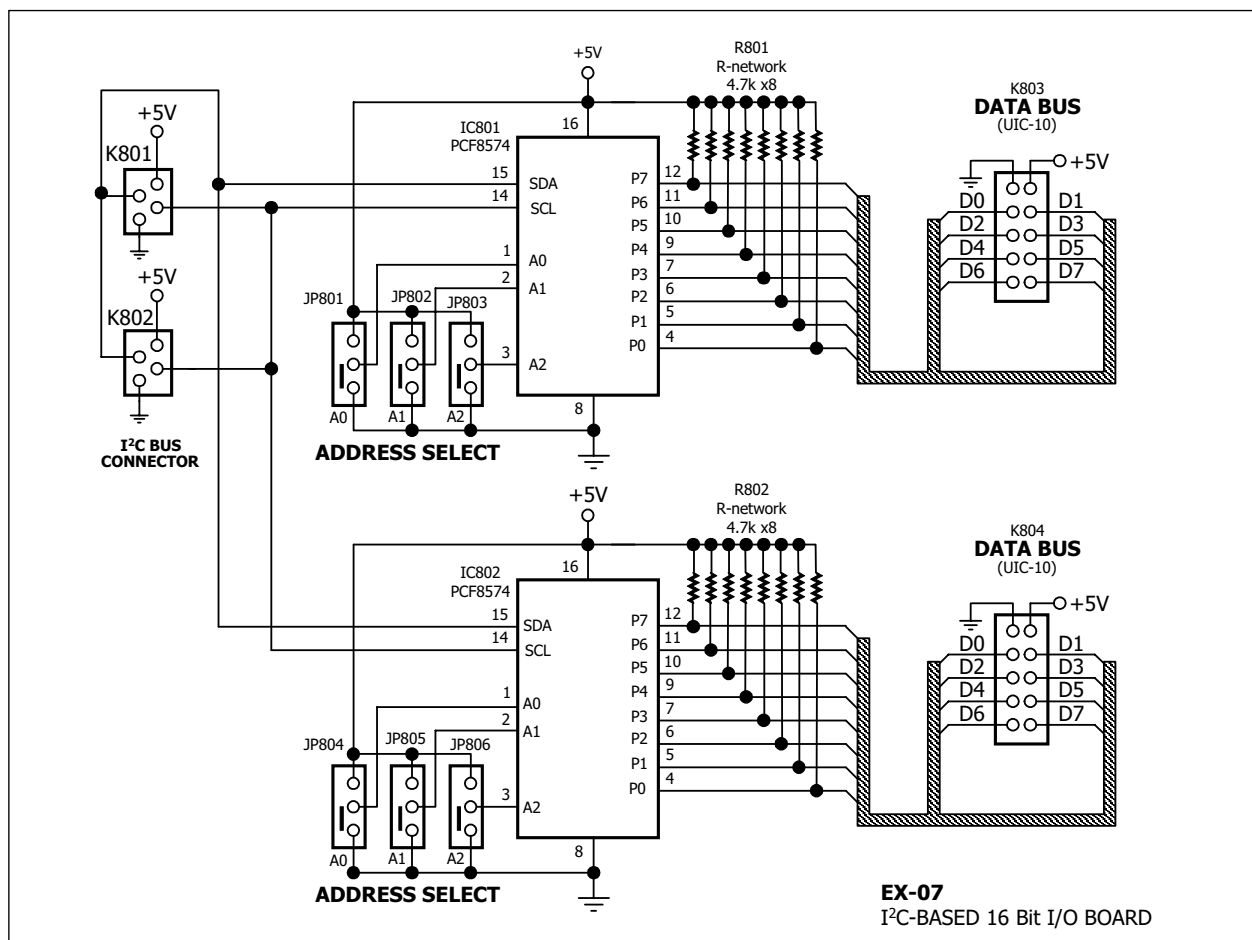 +5V
K801
+5V
K802
I²C BUS
CONNECTOR
+5V
16
IC801
PCF8574
15
SDA
14
SCL
1
A0
2
A1
3
A2
8
JP801
JP802
JP803
A0
A1
A2
ADDRESS SELECT
P7
12
P6
11
P5
10
P4
9
P3
7
P2
6
P1
5
P0
4
R801
R-network
4.7k x8
K803
DATA BUS
(UIC-10)
+5V
D0 D1
D2 D3
D4 D5
D6 D7
+5V
16
IC802
PCF8574
15
SDA
14
SCL
1
A0
2
A1
3
A2
8
JP804
JP805
JP806
A0
A1
A2
ADDRESS SELECT
P7
12
P6
11
P5
10
P4
9
P3
7
P2
6
P1
5
P0
4
R802
R-network
4.7k x8
K804
DATA BUS
(UIC-10)
+5V
D0 D1
D2 D3
D4 D5
D6 D7
EX-07
I²C-BASED 16 Bit I/O BOARD